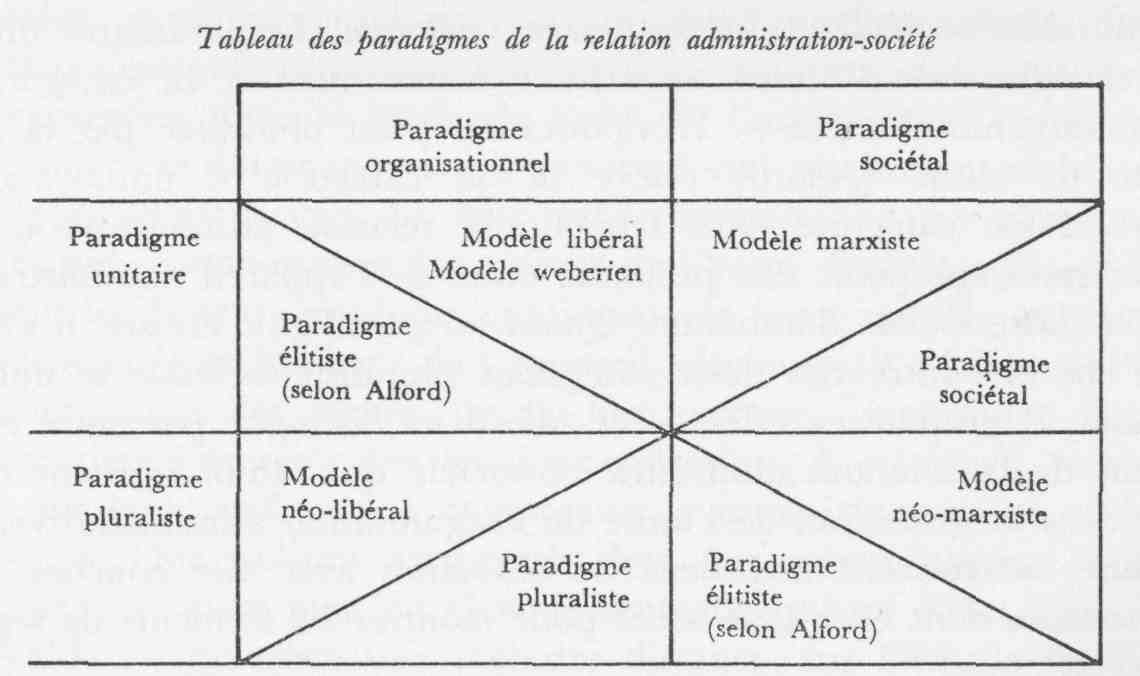 Tableau des paradigmes de la relation administration-société
Paradigme
organisationnel
Paradigme
sociétal
Paradigme
unitaire
Modèle libéral
Modèle weberien
Paradigme
élitiste
(selon Alford)
Modèle marxiste
Paradigme
sociétal
Paradigme
pluraliste
Modèle
néo-libéral
Paradigme
pluraliste
Modèle
néo-marxiste
Paradigme
élitiste
(selon Alford)